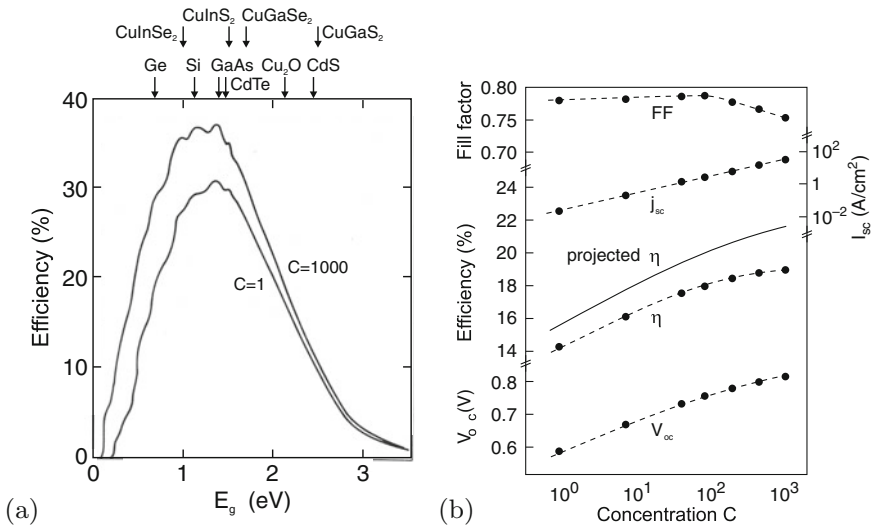 CuInS₂ CuGaSe₂
CuInSe₂ CuGaS₂
Ge Si GaAs Cu₂O CdS
CdTe
40
30
20
10
0
Efficiency (%)
C=1000
C=1
0 1 2 3
E_g (eV)
(a)
0.80
0.75
0.70
Fill factor
FF
24
22
20
18
16
14
Efficiency (%)
j_sc
projected η
η
10²
1
10⁻²
I_sc (A/cm²)
0.8
0.7
0.6
V_o c (V)
V_oc
10⁰ 10¹ 10² 10³
Concentration C
(b)